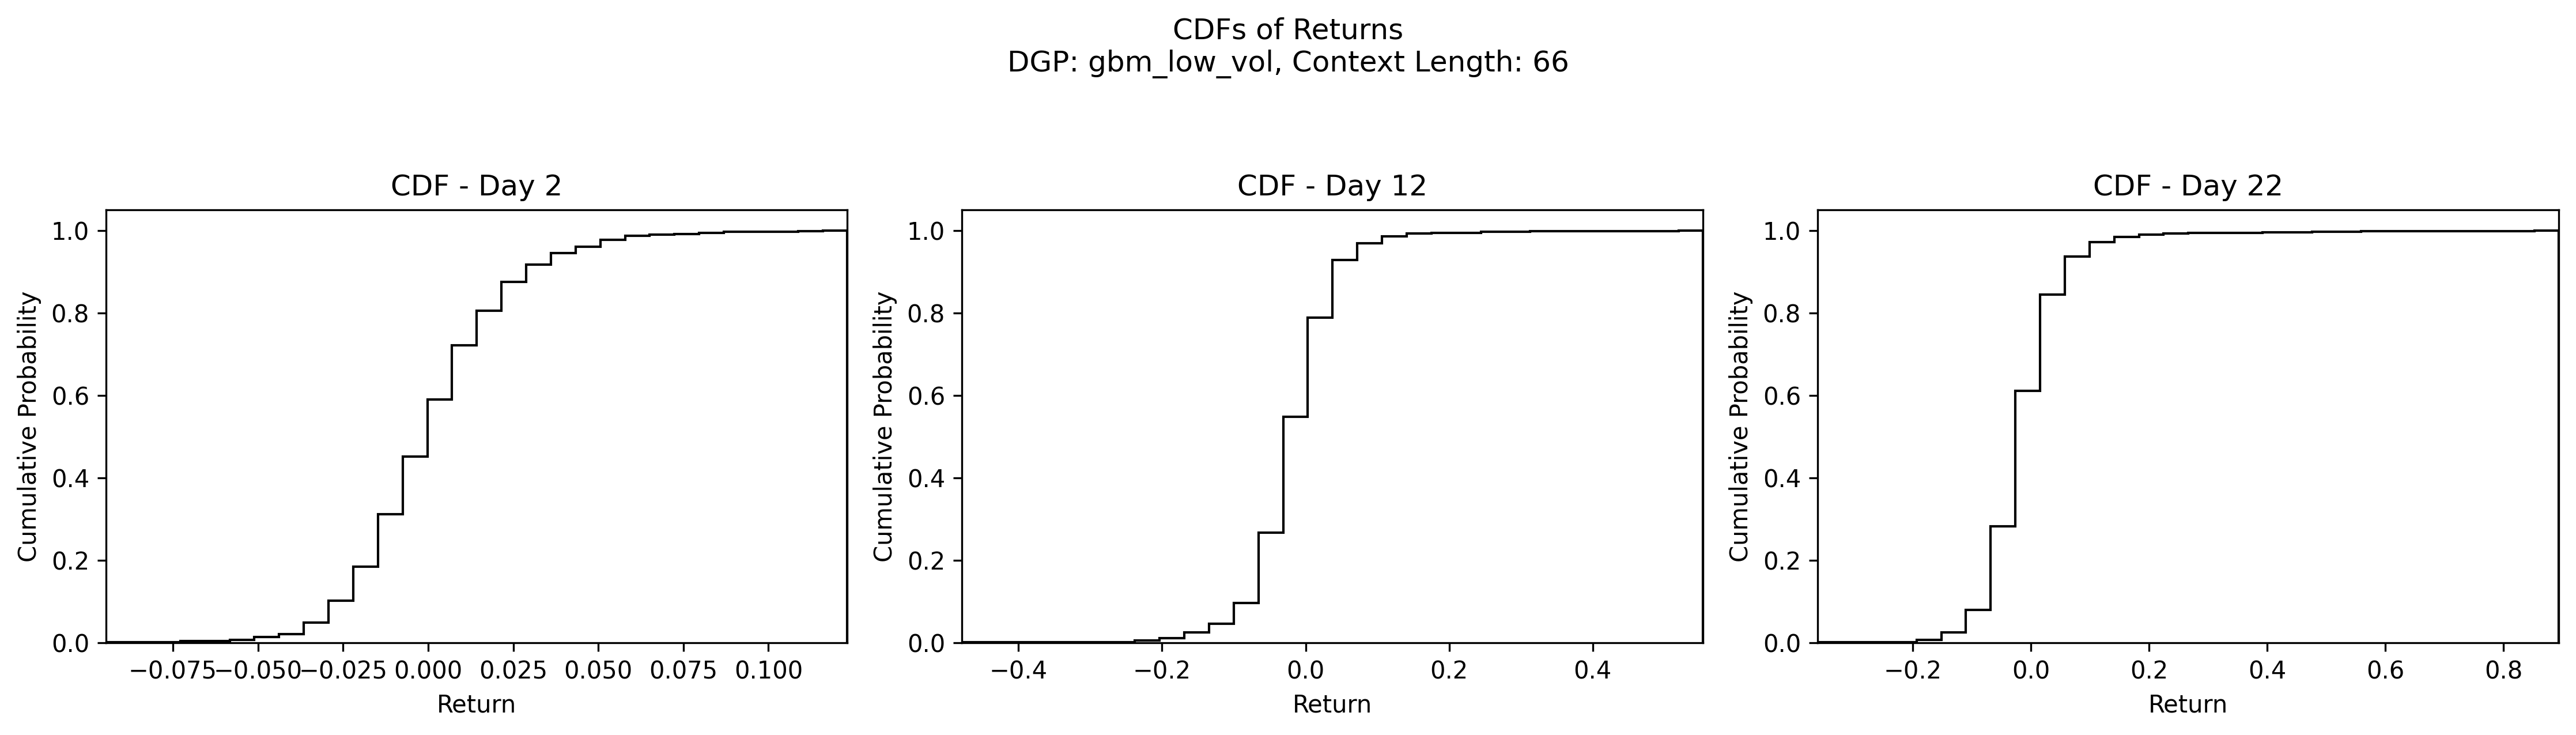 CDFs of Returns
DGP: gbm_low_vol, Context Length: 66
CDF - Day 2
Cumulative Probability
1.0
0.8
0.6
0.4
0.2
0.0
−0.075 −0.050 −0.025 0.000 0.025 0.050 0.075 0.100
Return
CDF - Day 12
Cumulative Probability
1.0
0.8
0.6
0.4
0.2
0.0
−0.4 −0.2 0.0 0.2 0.4
Return
CDF - Day 22
Cumulative Probability
1.0
0.8
0.6
0.4
0.2
0.0
−0.2 0.0 0.2 0.4 0.6 0.8
Return